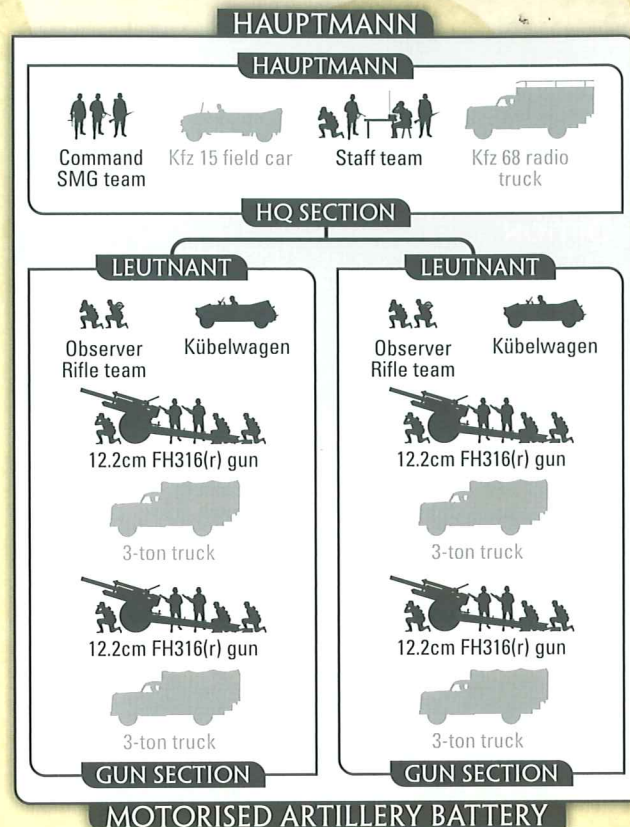 HAUPTMANN
HAUPTMANN
Command
SMG team
Kfz 15 field car
Staff team
Kfz 68 radio
truck
HQ SECTION
LEUTNANT
Observer
Rifle team
Kübelwagen
12.2cm FH316(r) gun
3-ton truck
12.2cm FH316(r) gun
3-ton truck
GUN SECTION
LEUTNANT
Observer
Rifle team
Kübelwagen
12.2cm FH316(r) gun
3-ton truck
12.2cm FH316(r) gun
3-ton truck
GUN SECTION
MOTORISED ARTILLERY BATTERY